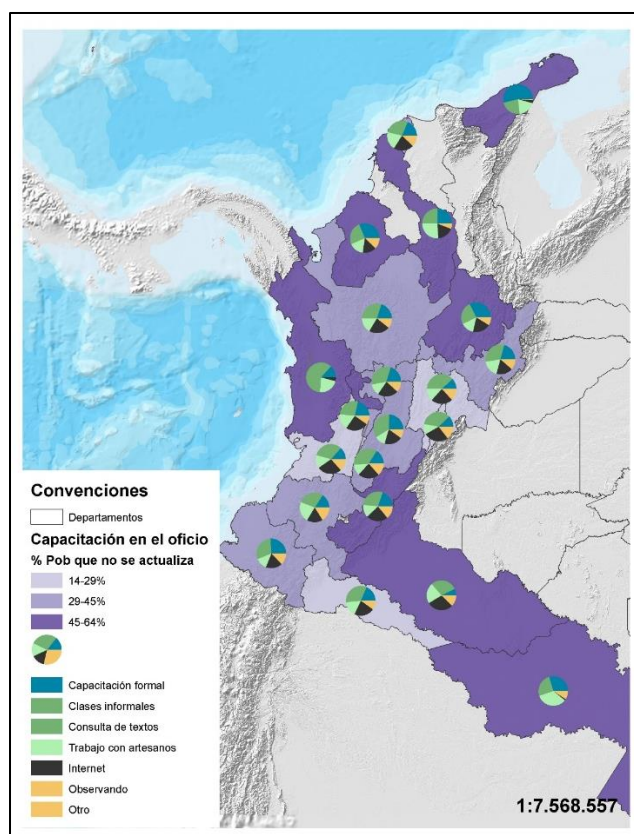 Convenciones
Departamentos
Capacitación en el oficio
% Pob que no se actualiza
14-29%
29-45%
45-64%
Capacitación formal
Clases informales
Consulta de textos
Trabajo con artesanos
Internet
Observando
Otro
1:7.568.557